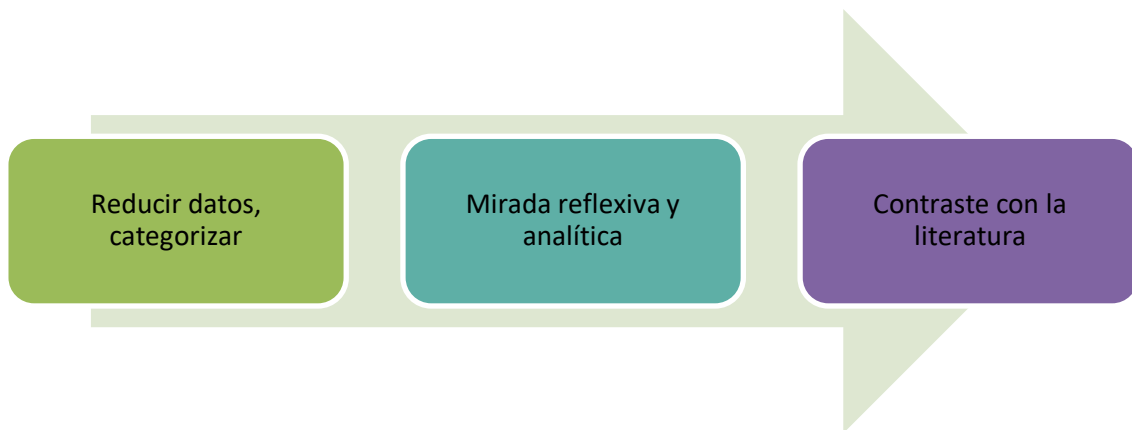 Reducir datos,
categorizar
Mirada reflexiva y
analítica
Contraste con la
literatura